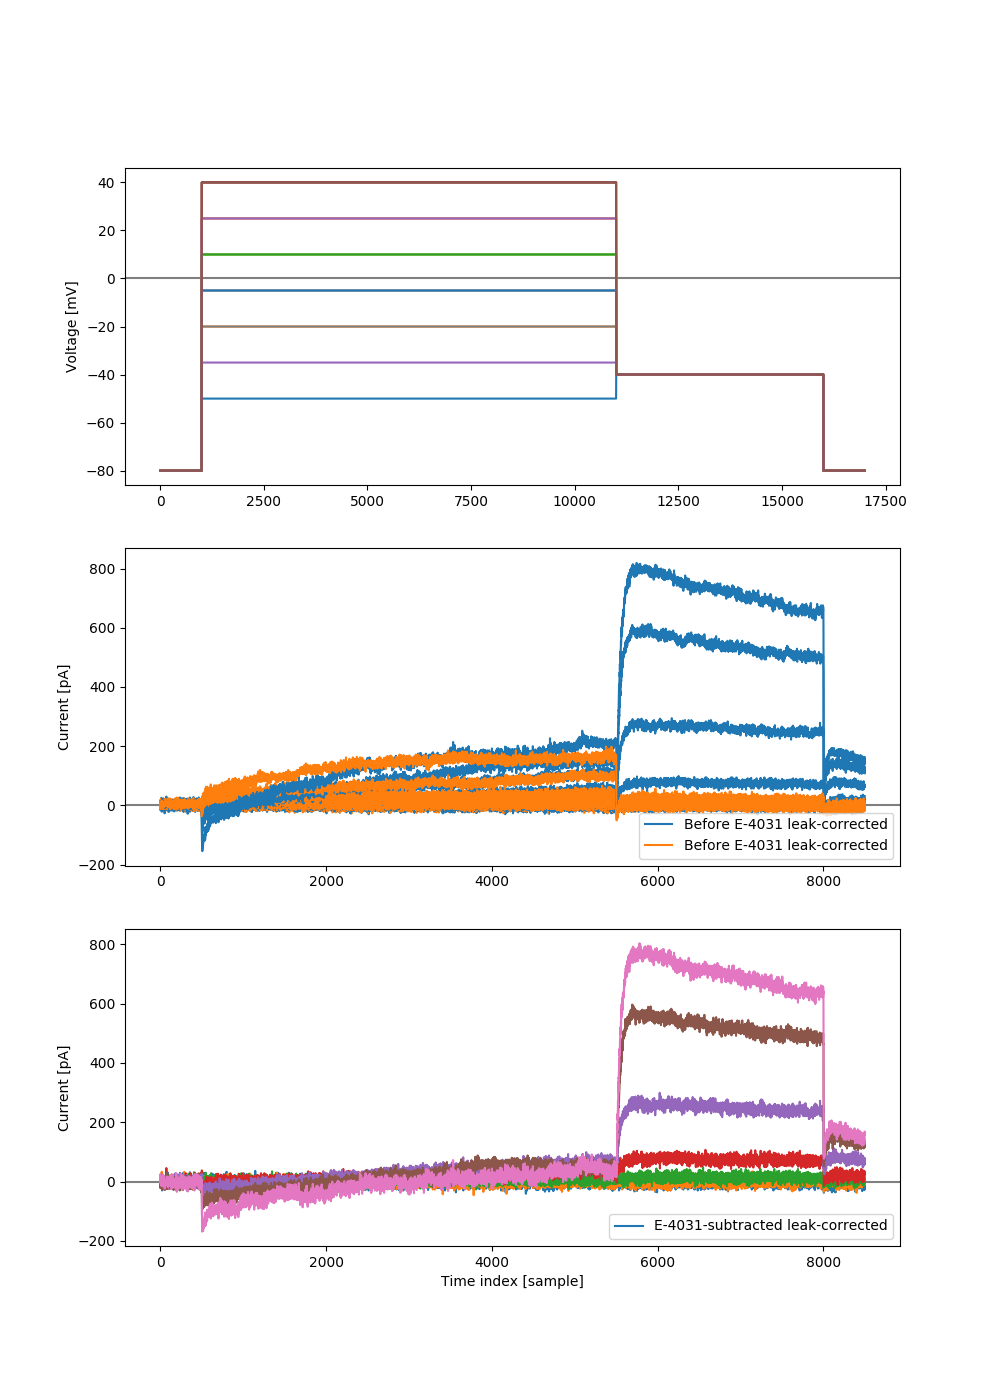 40
20
0
−20
−40
−60
−80
Voltage [mV]
0 2500 5000 7500 10000 12500 15000 17500
800
600
400
200
0
−200
Current [pA]
Before E-4031 leak-corrected
Before E-4031 leak-corrected
0 2000 4000 6000 8000
800
600
400
200
0
−200
Current [pA]
E-4031-subtracted leak-corrected
0 2000 4000 6000 8000
Time index [sample]